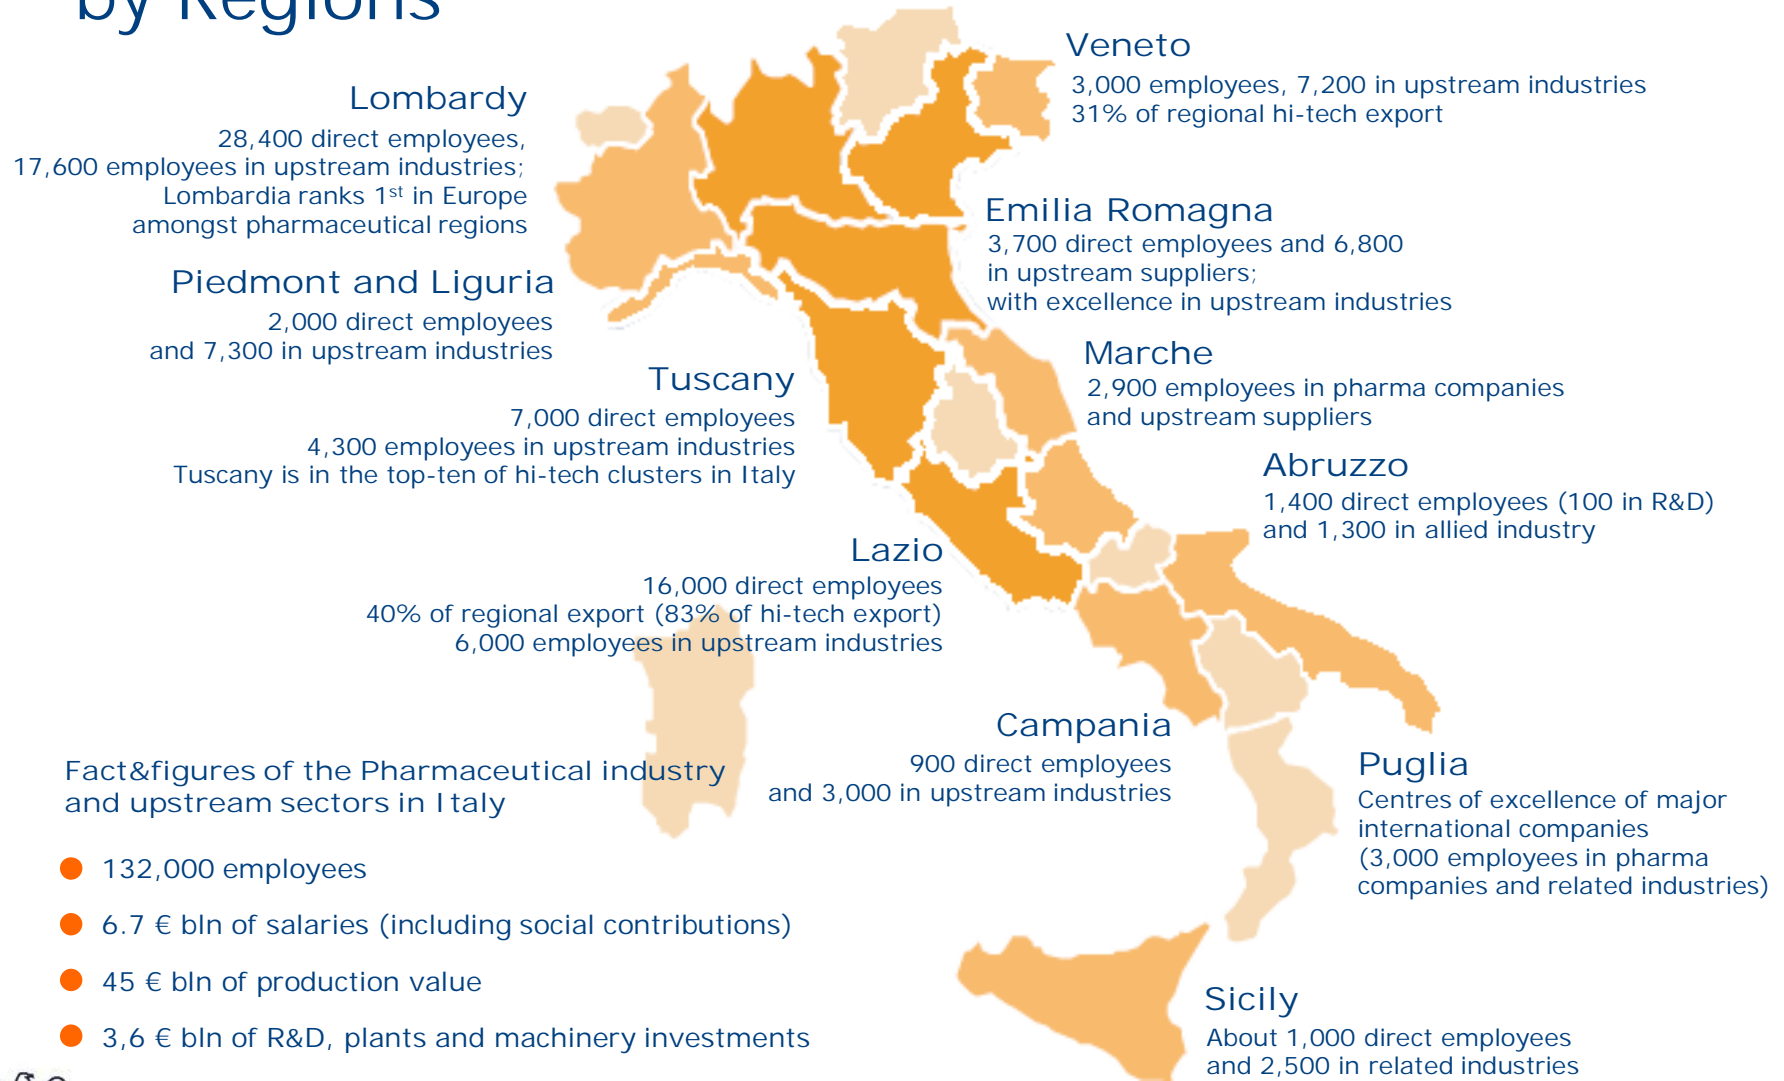 by Regions
Lombardy
28,400 direct employees,
17,600 employees in upstream industries;
Lombardia ranks 1st in Europe
amongst pharmaceutical regions
Piedmont and Liguria
2,000 direct employees
and 7,300 in upstream industries
Tuscany
7,000 direct employees
4,300 employees in upstream industries
Tuscany is in the top-ten of hi-tech clusters in Italy
Lazio
16,000 direct employees
40% of regional export (83% of hi-tech export)
6,000 employees in upstream industries
Campania
900 direct employees
and 3,000 in upstream industries
Veneto
3,000 employees, 7,200 in upstream industries
31% of regional hi-tech export
Emilia Romagna
3,700 direct employees and 6,800
in upstream suppliers;
with excellence in upstream industries
Marche
2,900 employees in pharma companies
and upstream suppliers
Abruzzo
1,400 direct employees (100 in R&D)
and 1,300 in allied industry
Puglia
Centres of excellence of major
international companies
(3,000 employees in pharma
companies and related industries)
Sicily
About 1,000 direct employees
and 2,500 in related industries
Fact&figures of the Pharmaceutical industry
and upstream sectors in Italy
132,000 employees
6.7 € bln of salaries (including social contributions)
45 € bln of production value
3,6 € bln of R&D, plants and machinery investments